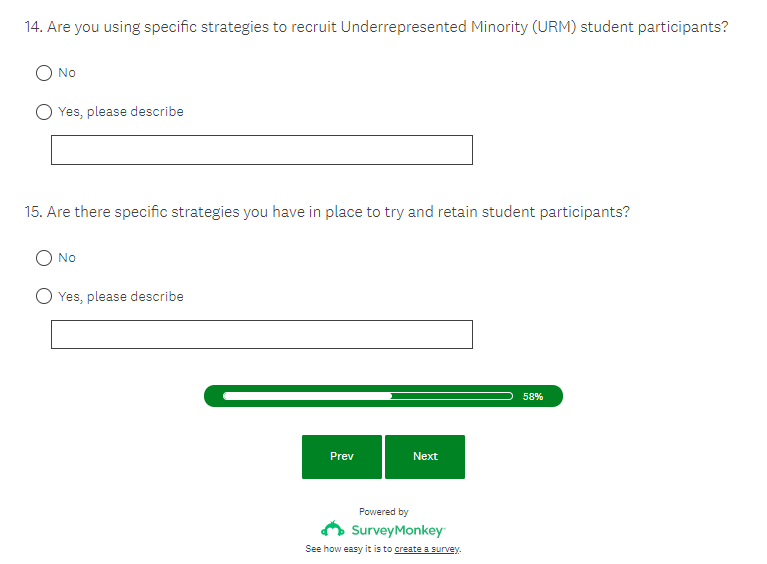 14. Are you using specific strategies to recruit Underrepresented Minority (URM) student participants?
No
Yes, please describe
15. Are there specific strategies you have in place to try and retain student participants?
No
Yes, please describe
58%
Prev Next
Powered by
SurveyMonkey
See how easy it is to create a survey.